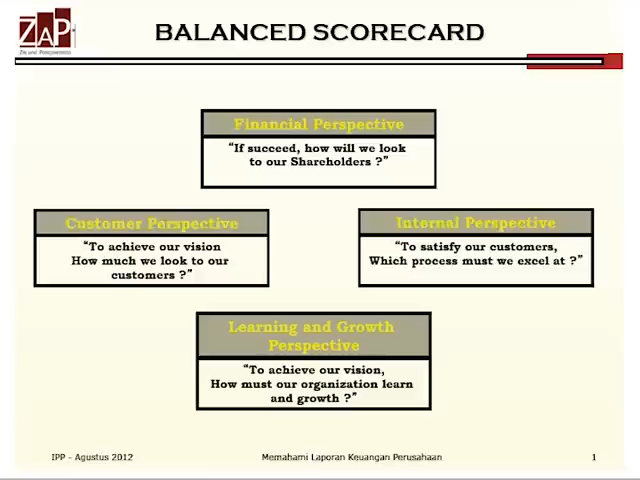 ZAP
BALANCED SCORECARD
Financial Perspective
“If succeed, how will we look
to our Shareholders ?”
Customer Perspective
“To achieve our vision
How much we look to our
customers ?”
Internal Perspective
“To satisfy our customers,
Which process must we excel at ?”
Learning and Growth
Perspective
“To achieve our vision,
How must our organization learn
and growth ?”
IPP - Agustus 2012
Memahami Laporan Keuangan Perusahaan
1